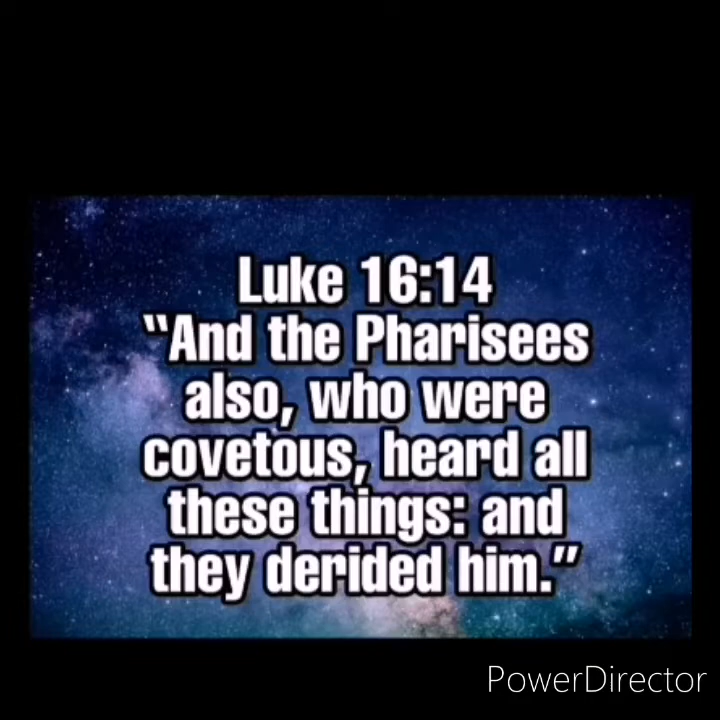 Luke 16:14
“And the Pharisees
also, who were
covetous, heard all
these things: and
they derided him.”
PowerDirector